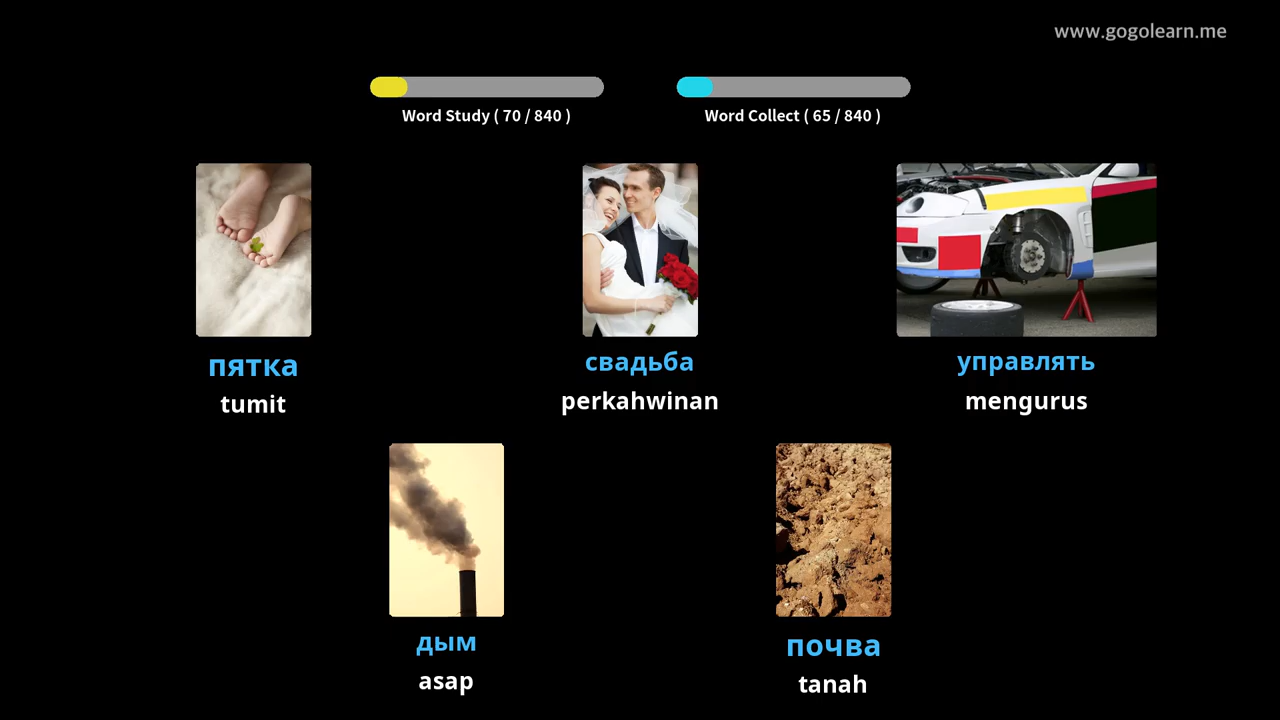 www.gogolearn.me
Word Study ( 70 / 840 )
Word Collect ( 65 / 840 )
пятка
tumit
свадьба
perkahwinan
управлять
mengurus
дым
asap
почва
tanah